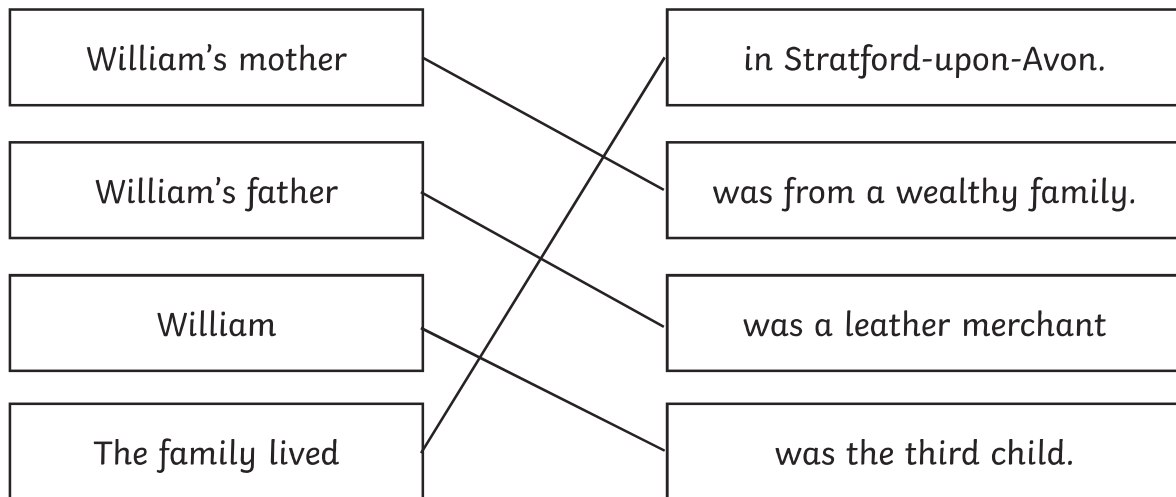 William’s mother
in Stratford-upon-Avon.
William’s father
was from a wealthy family.
William
was a leather merchant
The family lived
was the third child.